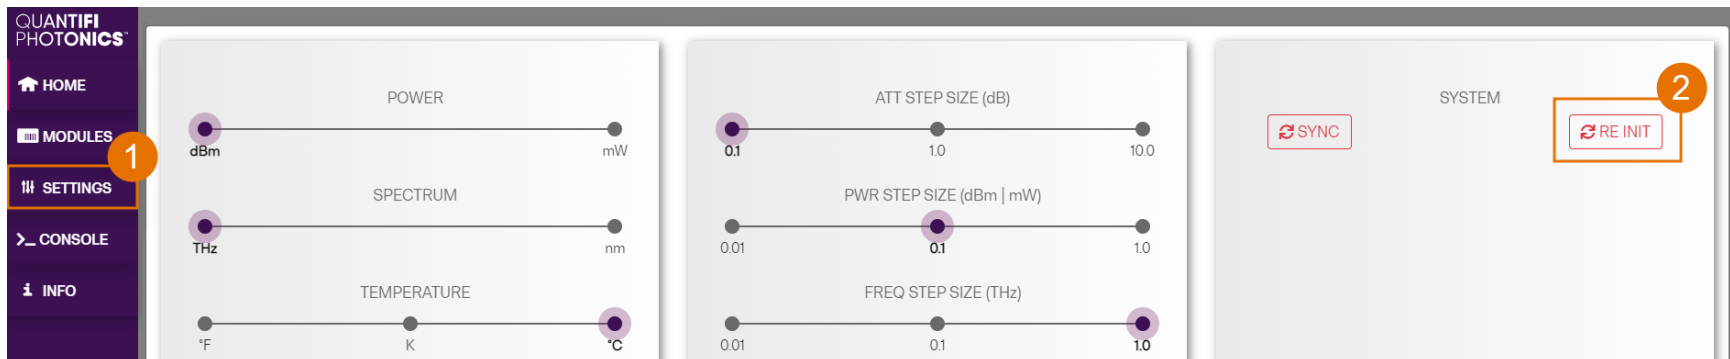 QUANTIFI
PHOTONICS™
HOME
MODULES
1
SETTINGS
CONSOLE
INFO
POWER
dBm mW
SPECTRUM
THz nm
TEMPERATURE
°F K °C
ATT STEP SIZE (dB)
0.1 1.0 10.0
PWR STEP SIZE (dBm | mW)
0.01 0.1 1.0
FREQ STEP SIZE (THz)
0.01 0.1 1.0
SYSTEM
2
SYNC RE INIT